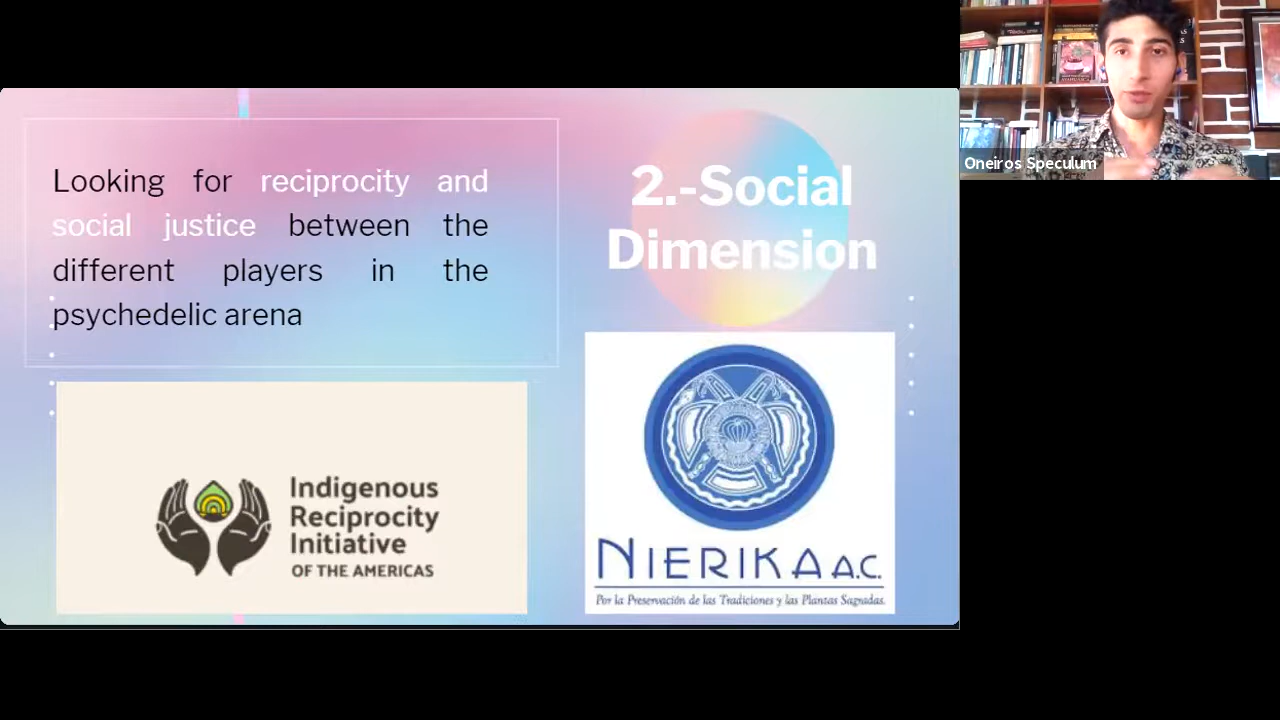 Looking for reciprocity and
social justice between the
different players in the
psychedelic arena
2.-Social
Dimension
Indigenous
Reciprocity
Initiative
OF THE AMERICAS
NIERIKA A.C.
Por la Preservación de las Tradiciones y las Plantas Sagradas.
Oneiros Speculum